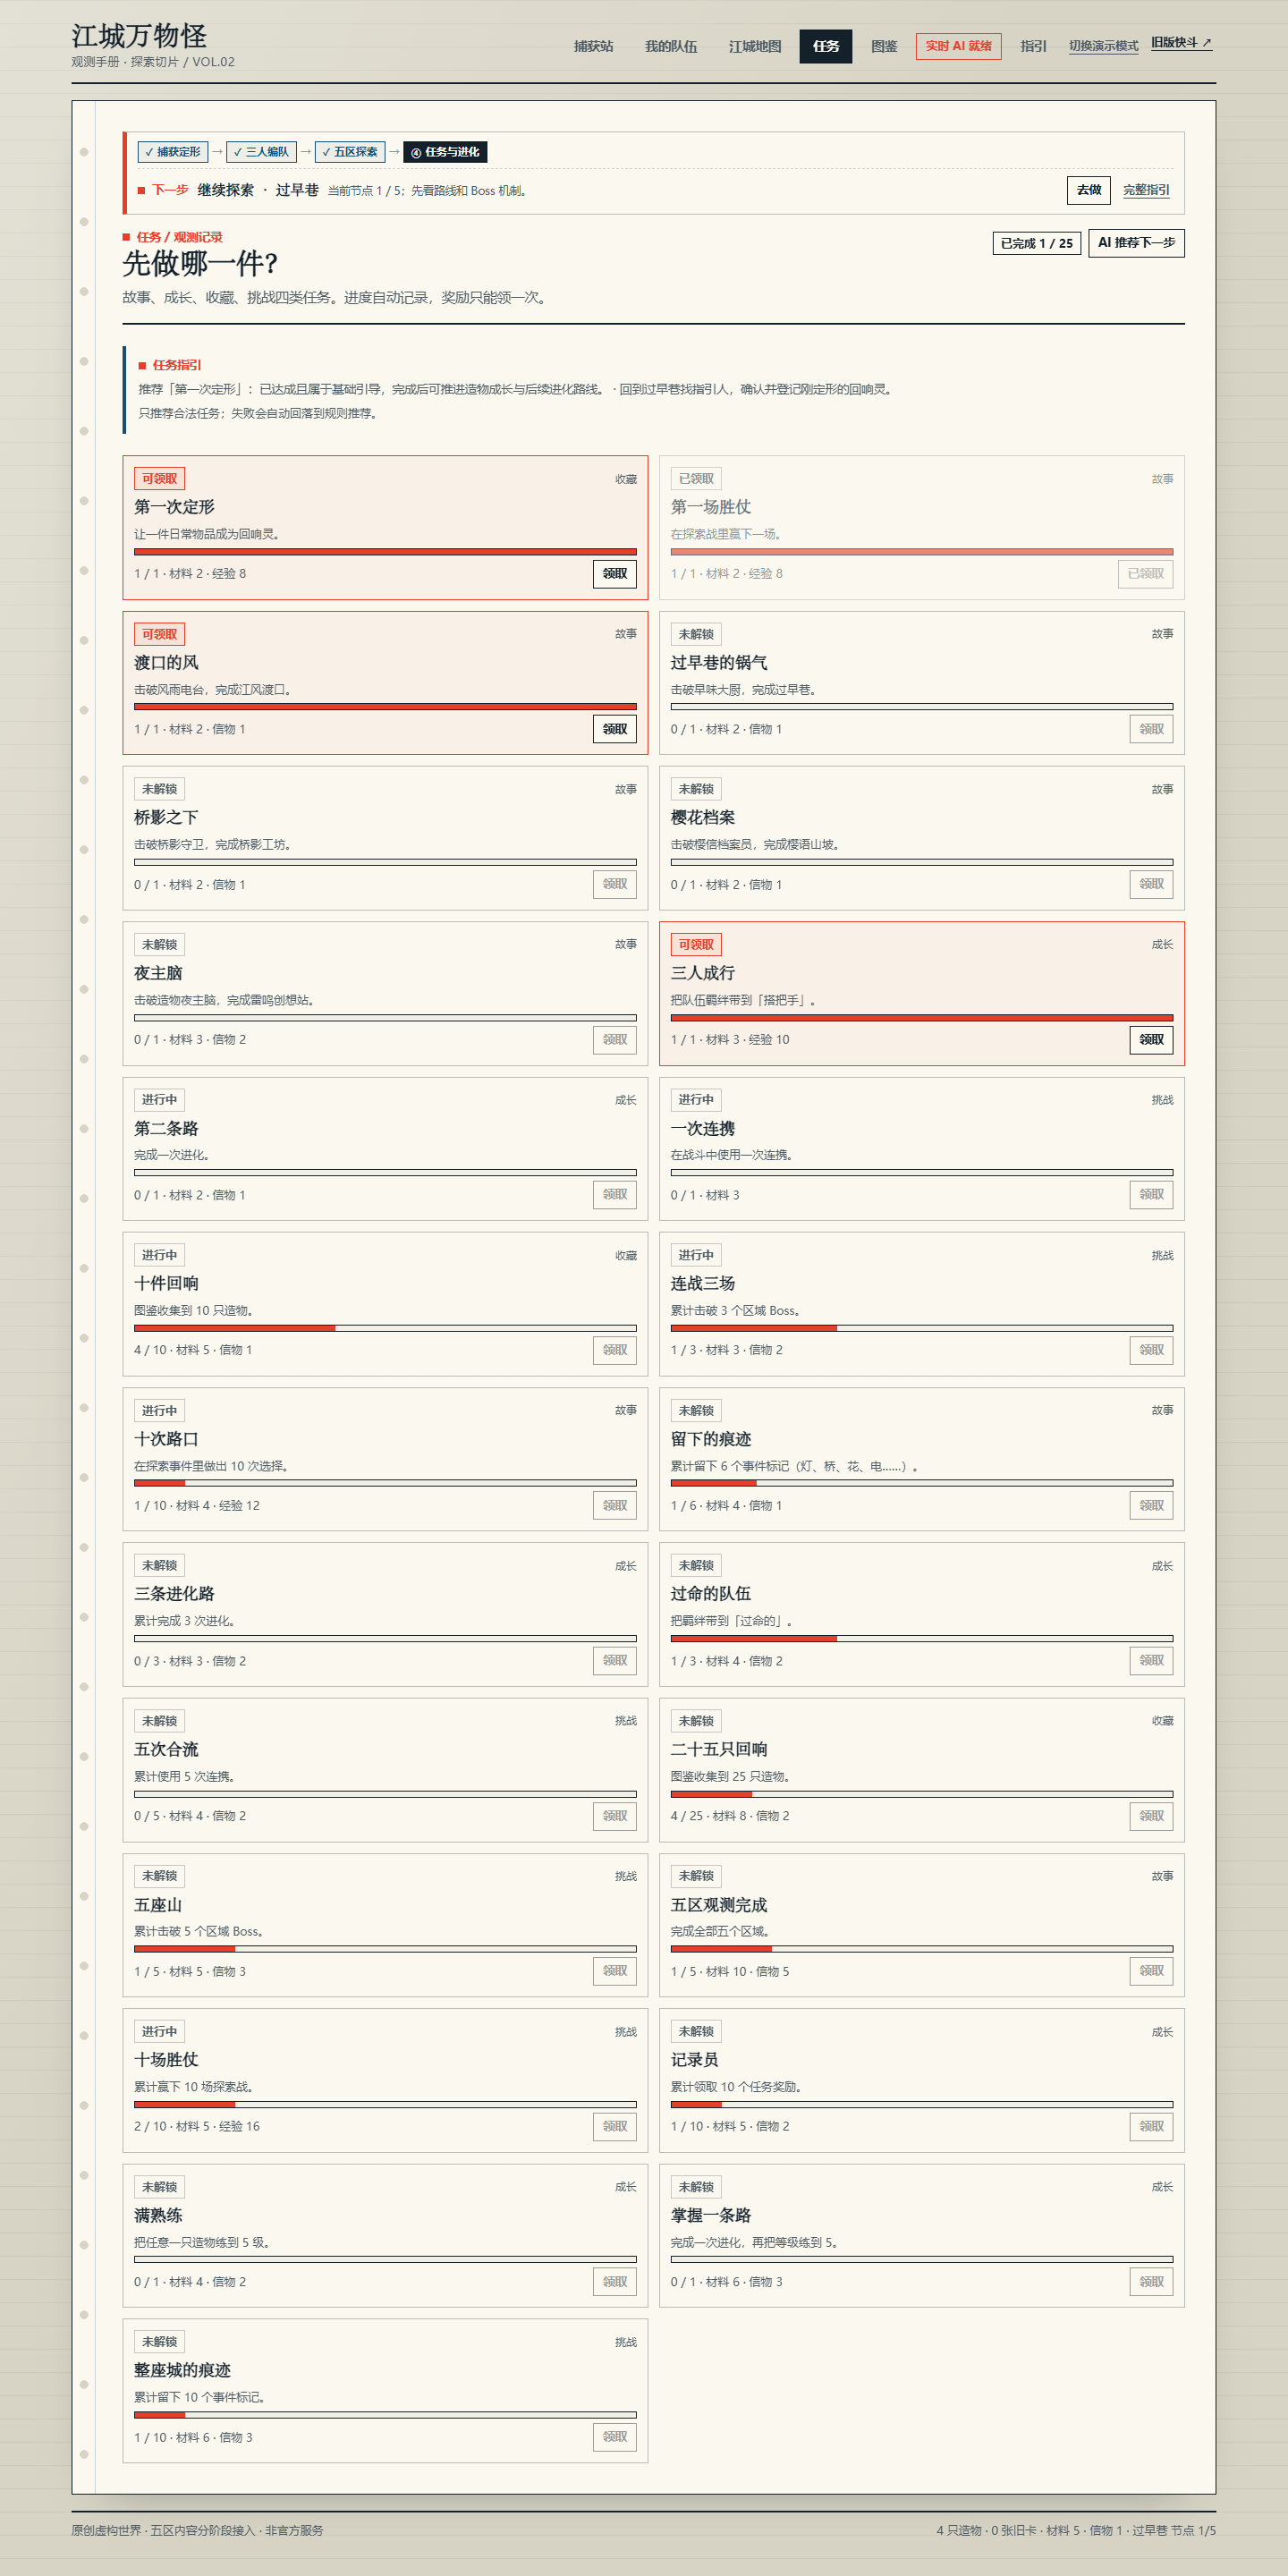 江城万物怪
观测手册 · 探索切片 / VOL.02
捕获站 我的队伍 江城地图 任务 图鉴 实时 AI 就绪 指引 切换演示模式 旧版快斗 ↗
✓ 捕获定形 → ✓ 三人编队 → ✓ 五区探索 → ④ 任务与进化
下一步 继续探索 · 过早巷 当前节点 1 / 5；先看路线和 Boss 机制。 去做 完整指引
任务 / 观测记录
已完成 1 / 25 AI 推荐下一步
先做哪一件?
故事、成长、收藏、挑战四类任务。进度自动记录，奖励只能领一次。
任务指引
推荐「第一次定形」：已达成且属于基础引导，完成后可推进造物成长与后续进化路线。 · 回到过早巷找指引人，确认并登记刚定形的回响灵。
只推荐合法任务；失败会自动回落到规则推荐。
可领取 收藏
第一次定形
让一件日常物品成为回响灵。
1 / 1 · 材料 2 · 经验 8 领取
已领取 故事
第一场胜仗
在探索战里赢下一场。
1 / 1 · 材料 2 · 经验 8 已领取
可领取 故事
渡口的风
击破风雨电台，完成江风渡口。
1 / 1 · 材料 2 · 信物 1 领取
未解锁 故事
过早巷的锅气
击破早味大厨，完成过早巷。
0 / 1 · 材料 2 · 信物 1 领取
未解锁 故事
桥影之下
击破桥影守卫，完成桥影工坊。
0 / 1 · 材料 2 · 信物 1 领取
未解锁 故事
樱花档案
击破樱信档案员，完成樱语山坡。
0 / 1 · 材料 2 · 信物 1 领取
未解锁 故事
夜主脑
击破造物夜主脑，完成雷鸣创想站。
0 / 1 · 材料 3 · 信物 2 领取
可领取 成长
三人成行
把队伍羁绊带到「搭把手」。
1 / 1 · 材料 3 · 经验 10 领取
进行中 成长
第二条路
完成一次进化。
0 / 1 · 材料 2 · 信物 1 领取
进行中 挑战
一次连携
在战斗中使用一次连携。
0 / 1 · 材料 3 领取
进行中 收藏
十件回响
图鉴收集到 10 只造物。
4 / 10 · 材料 5 · 信物 1 领取
进行中 挑战
连战三场
累计击破 3 个区域 Boss。
1 / 3 · 材料 3 · 信物 2 领取
进行中 故事
十次路口
在探索事件里做出 10 次选择。
1 / 10 · 材料 4 · 经验 12 领取
未解锁 故事
留下的痕迹
累计留下 6 个事件标记（灯、桥、花、电……）。
1 / 6 · 材料 4 · 信物 1 领取
未解锁 成长
三条进化路
累计完成 3 次进化。
0 / 3 · 材料 3 · 信物 2 领取
未解锁 成长
过命的队伍
把羁绊带到「过命的」。
1 / 3 · 材料 4 · 信物 2 领取
未解锁 挑战
五次合流
累计使用 5 次连携。
0 / 5 · 材料 4 · 信物 2 领取
未解锁 收藏
二十五只回响
图鉴收集到 25 只造物。
4 / 25 · 材料 8 · 信物 2 领取
未解锁 挑战
五座山
累计击破 5 个区域 Boss。
1 / 5 · 材料 5 · 信物 3 领取
未解锁 故事
五区观测完成
完成全部五个区域。
1 / 5 · 材料 10 · 信物 5 领取
进行中 挑战
十场胜仗
累计赢下 10 场探索战。
2 / 10 · 材料 5 · 经验 16 领取
未解锁 成长
记录员
累计领取 10 个任务奖励。
1 / 10 · 材料 5 · 信物 2 领取
未解锁 成长
满熟练
把任意一只造物练到 5 级。
0 / 1 · 材料 4 · 信物 2 领取
未解锁 成长
掌握一条路
完成一次进化，再把等级练到 5。
0 / 1 · 材料 6 · 信物 3 领取
未解锁 挑战
整座城的痕迹
累计留下 10 个事件标记。
1 / 10 · 材料 6 · 信物 3 领取
原创虚构世界 · 五区内容分阶段接入 · 非官方服务
4 只造物 · 0 张旧卡 · 材料 5 · 信物 1 · 过早巷 节点 1/5